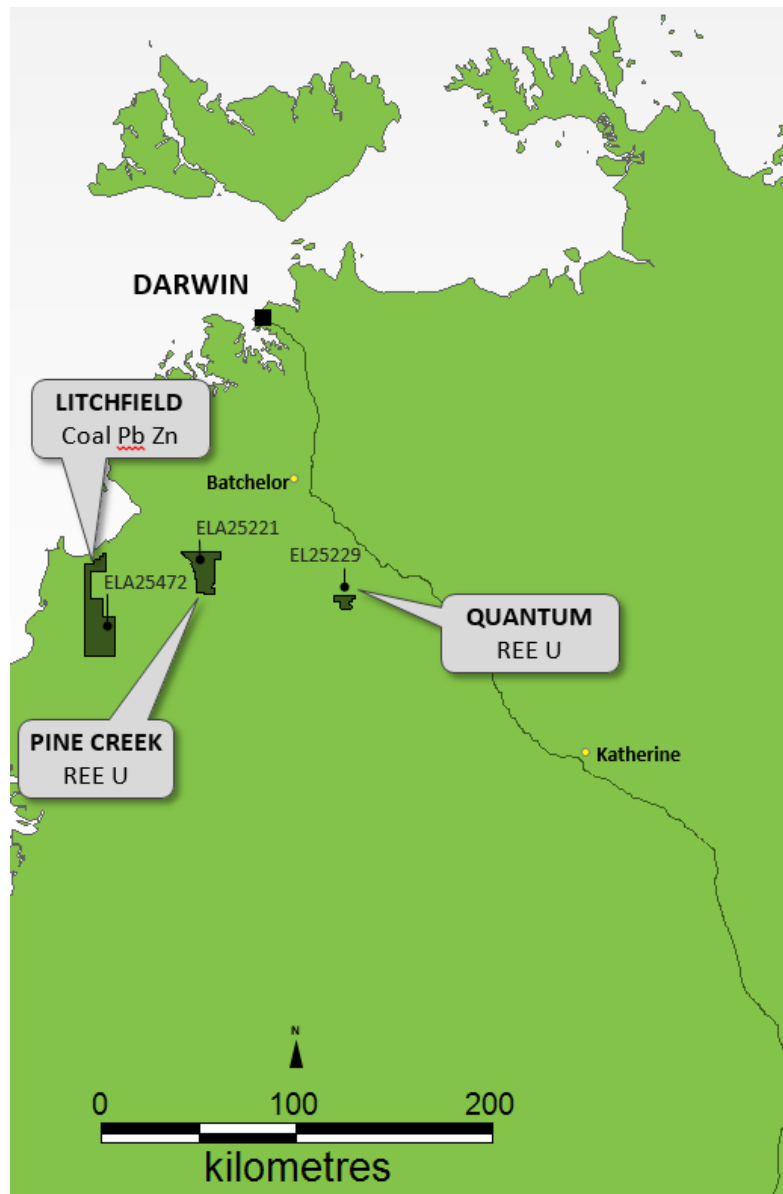 DARWIN
LITCHFIELD
Coal Pb Zn
Batchelor
ELA25221
EL25229
ELA25472
QUANTUM
REE U
PINE CREEK
REE U
Katherine
N
0 100 200
kilometres